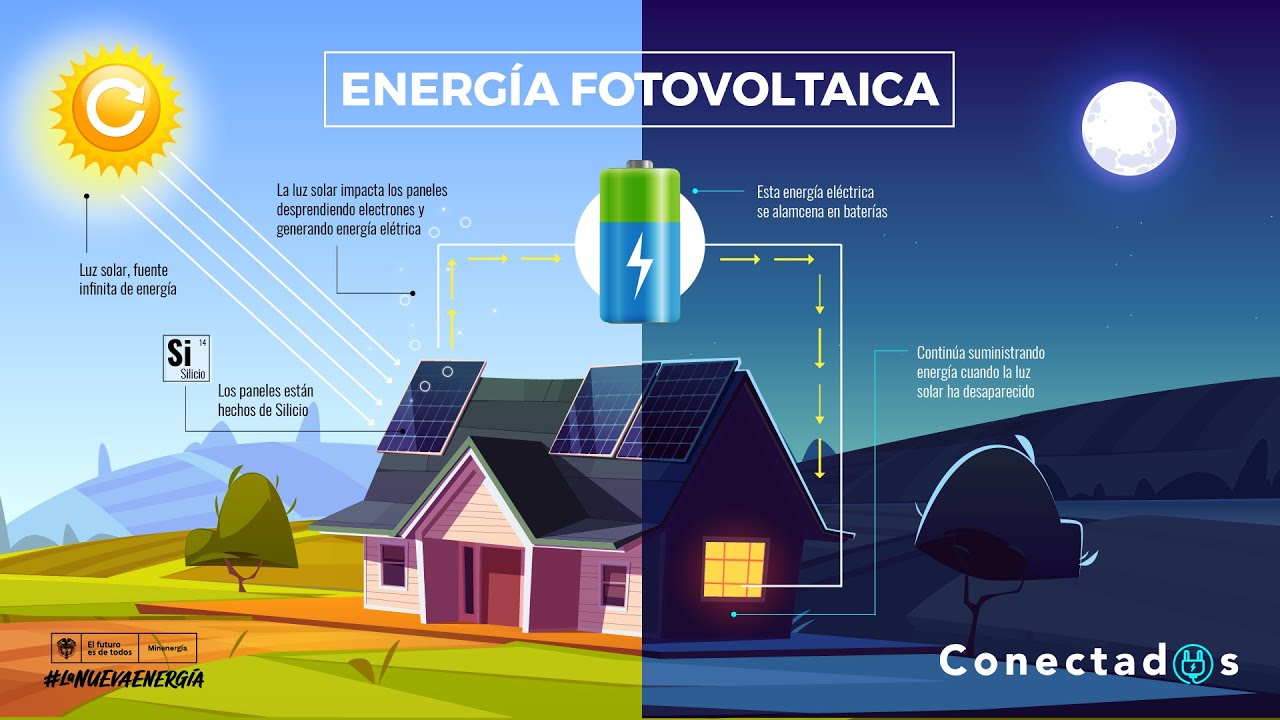 ENERGÍA FOTOVOLTAICA
La luz solar impacta los paneles
desprendiendo electrones y
generando energía elétrica
Esta energía eléctrica
se alamcena en baterías
Luz solar, fuente
infinita de energía
Si 14
Silicio
Los paneles están
hechos de Silicio
Continúa suministrando
energía cuando la luz
solar ha desaparecido
El futuro
es de todos
Minenergía
#LaNUEVAENERGÍA
Conectados